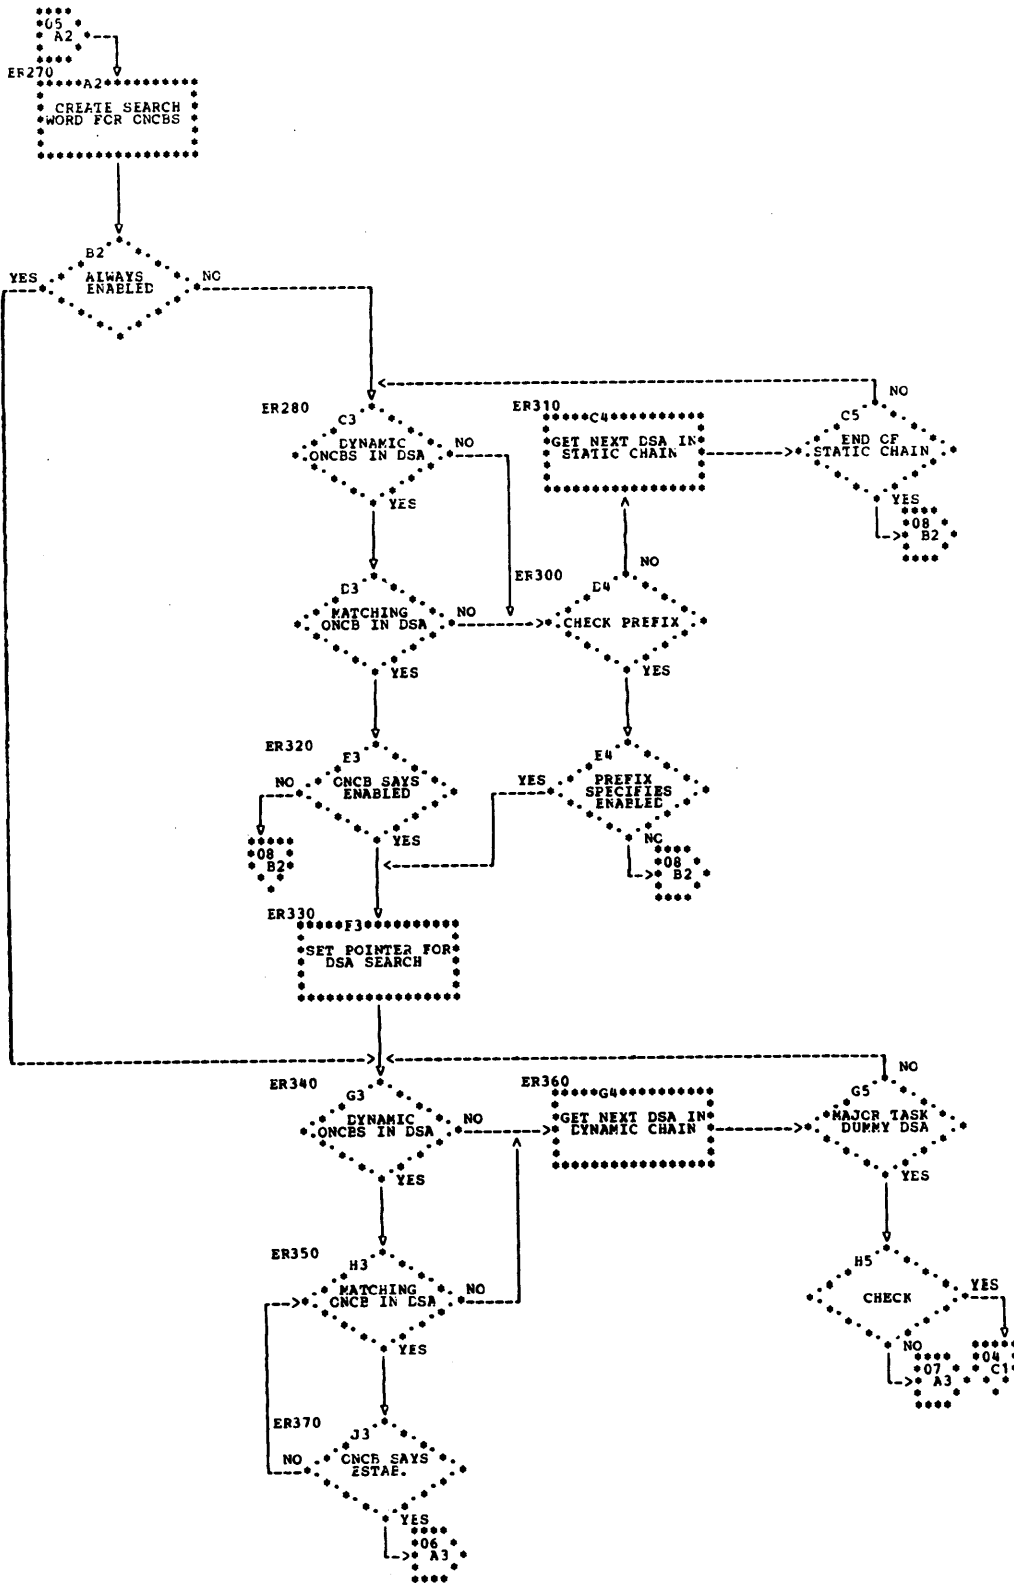 05
A2
ER270
A2
CREATE SEARCH
WORD FOR ONCBS
B2
YES
ALWAYS
ENABLED
NO
NO
ER280
C3
DYNAMIC
ONCBS IN DSA
NO
YES
ER310
C4
GET NEXT DSA IN
STATIC CHAIN
C5
END OF
STATIC CHAIN
YES
08
B2
D3
MATCHING
ONCB IN DSA
NO
YES
ER300
NO
D4
CHECK PREFIX
YES
ER320
E3
NO
ONCB SAYS
ENABLED
YES
08
B2
E4
YES
PREFIX
SPECIFIES
ENABLED
NO
08
B2
ER330
F3
SET POINTER FOR
DSA SEARCH
ER340
G3
DYNAMIC
ONCBS IN DSA
NO
YES
ER360
G4
GET NEXT DSA IN
DYNAMIC CHAIN
NO
G5
MAJOR TASK
DUMMY DSA
YES
ER350
H3
MATCHING
ONCB IN DSA
NO
YES
H5
CHECK
YES
NO
07
A3
04
C1
ER370
J3
NO
ONCB SAYS
ESTAB.
YES
06
A3